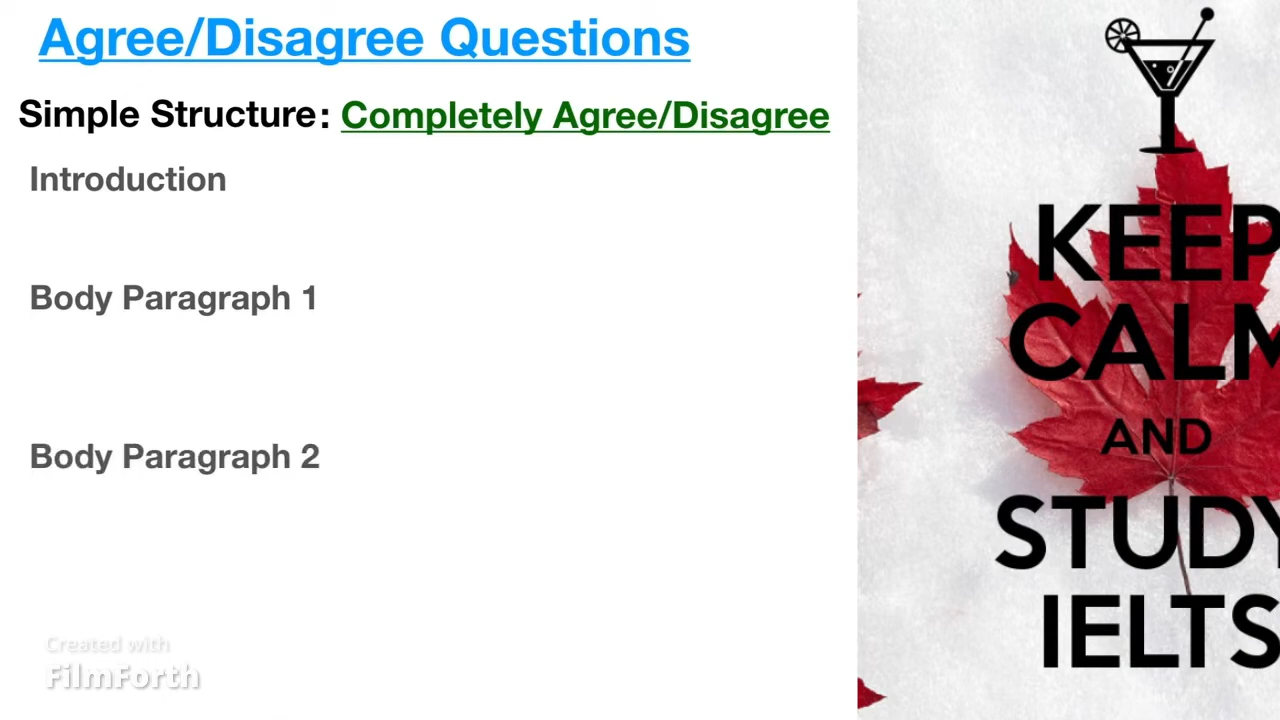 Agree/Disagree Questions
Simple Structure: Completely Agree/Disagree
Introduction
Body Paragraph 1
Body Paragraph 2
Created with
FilmForth
KEEP
CALM
AND
STUDY
IELTS